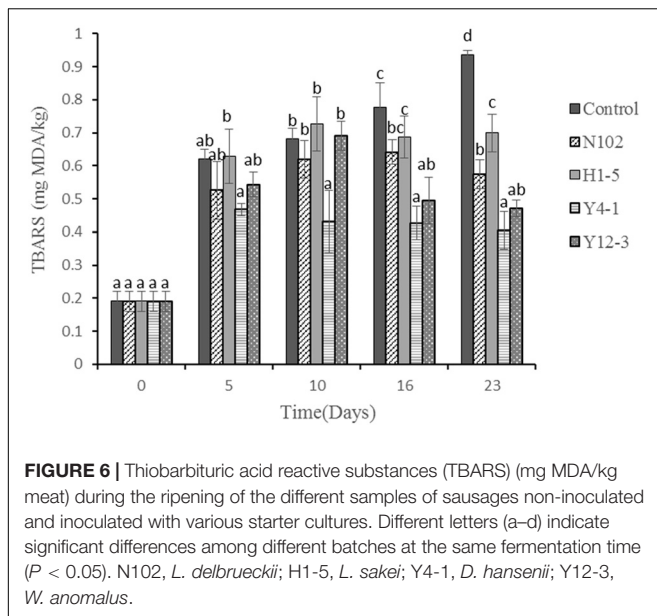 d
1
0.9
0.8
0.7
0.6
0.5
0.4
0.3
0.2
0.1
0
TBARS (mg MDA/kg)
a a a a a
ab ab b a ab
b b b a b
c bc c a ab
d b c a ab
0 5 10 16 23
Time(Days)
Control
N102
H1-5
Y4-1
Y12-3
FIGURE 6 | Thiobarbituric acid reactive substances (TBARS) (mg MDA/kg
meat) during the ripening of the different samples of sausages non-inoculated
and inoculated with various starter cultures. Different letters (a–d) indicate
significant differences among different batches at the same fermentation time
(P < 0.05). N102, L. delbrueckii; H1-5, L. sakei; Y4-1, D. hansenii; Y12-3,
W. anomalus.